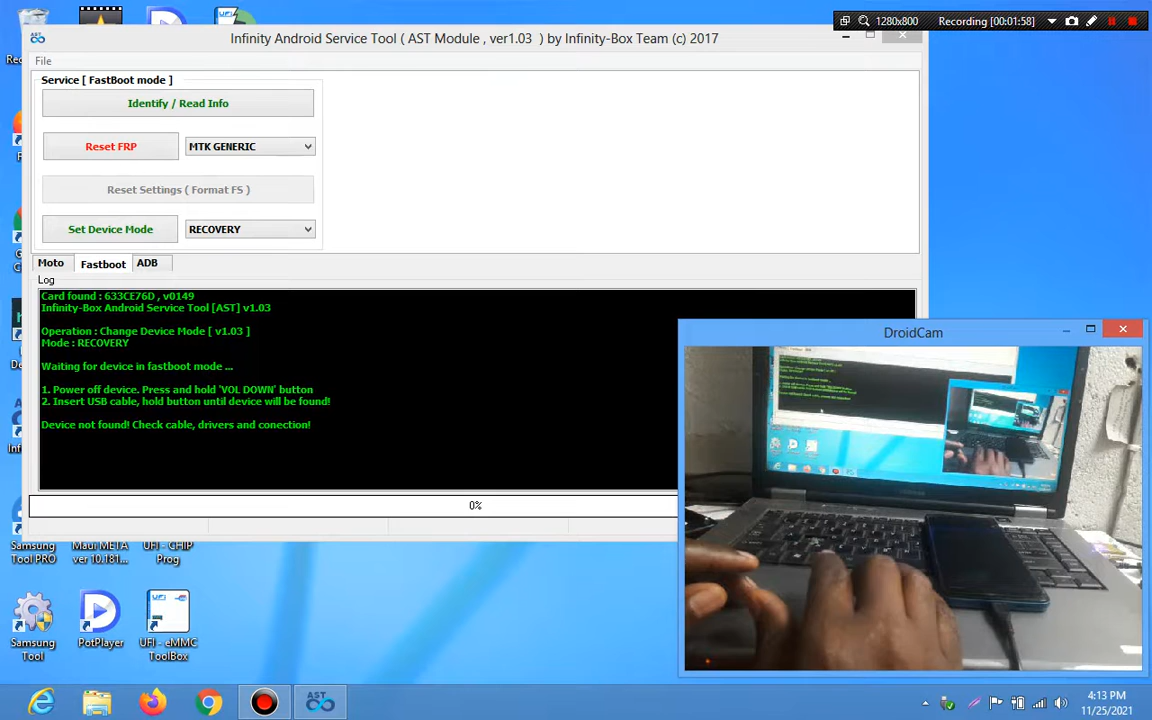 1280x800
Recording [00:01:58]
Infinity Android Service Tool ( AST Module , ver1.03 ) by Infinity-Box Team (c) 2017
File
Service [ FastBoot mode ]
Identify / Read Info
Reset FRP
MTK GENERIC
Reset Settings ( Format FS )
Set Device Mode
RECOVERY
Moto
Fastboot
ADB
Log
Card found : 633CE76D , v0149
Infinity-Box Android Service Tool [AST] v1.03
Operation : Change Device Mode [ v1.03 ]
Mode : RECOVERY
Waiting for device in fastboot mode ...
1. Power off device. Press and hold 'VOL DOWN' button
2. Insert USB cable, hold button until device will be found!
Device not found! Check cable, drivers and conection!
0%
DroidCam
Samsung
Tool PRO
Maui META
ver 10.181...
UFI - CHIP
Prog
Samsung
Tool
PotPlayer
UFI - eMMC
ToolBox
AST
4:13 PM
11/25/2021